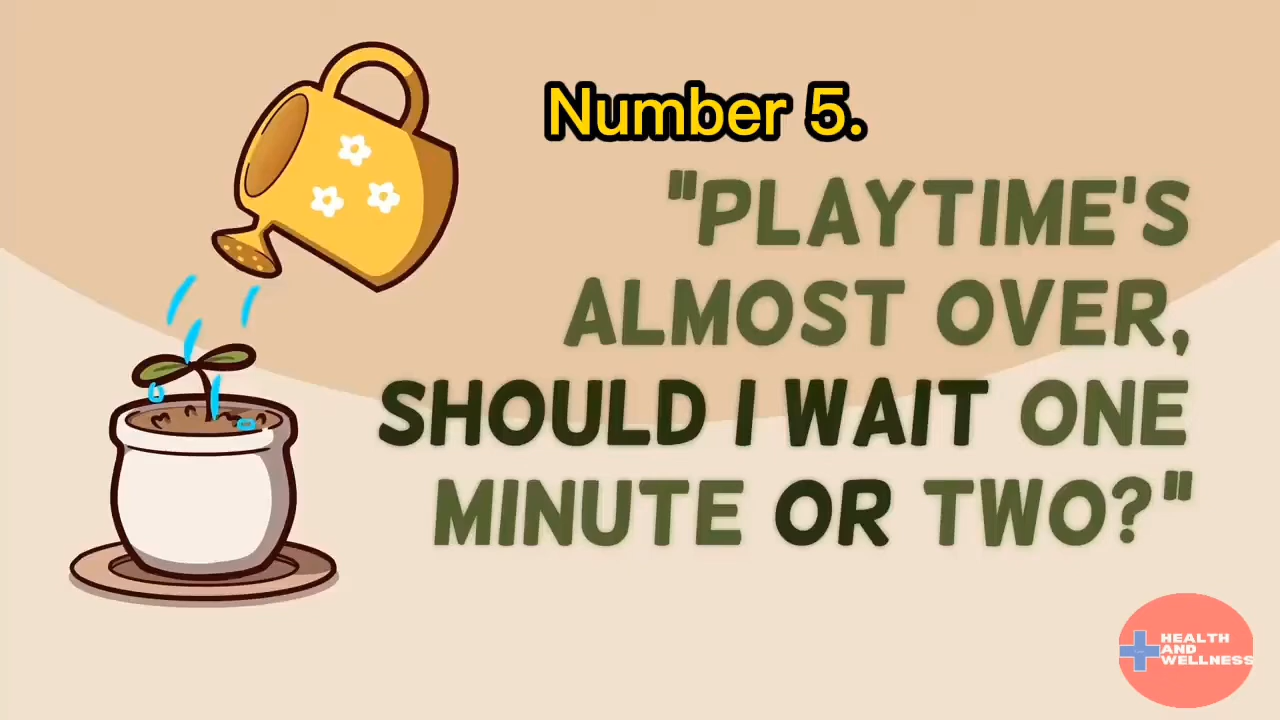 Number 5.
"PLAYTIME'S
ALMOST OVER,
SHOULD I WAIT ONE
MINUTE OR TWO?"
HEALTH
AND
WELLNESS